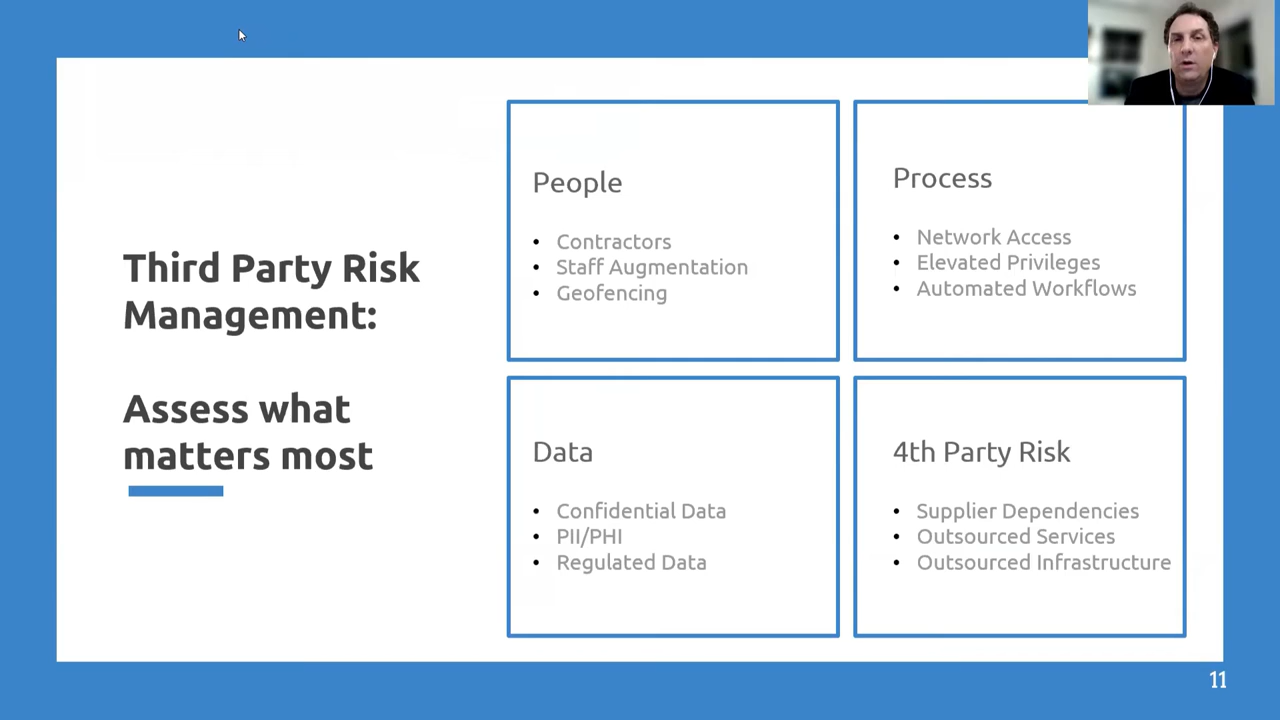 Third Party Risk
Management:
Assess what
matters most
People
• Contractors
• Staff Augmentation
• Geofencing
Process
• Network Access
• Elevated Privileges
• Automated Workflows
Data
• Confidential Data
• PII/PHI
• Regulated Data
4th Party Risk
• Supplier Dependencies
• Outsourced Services
• Outsourced Infrastructure
11